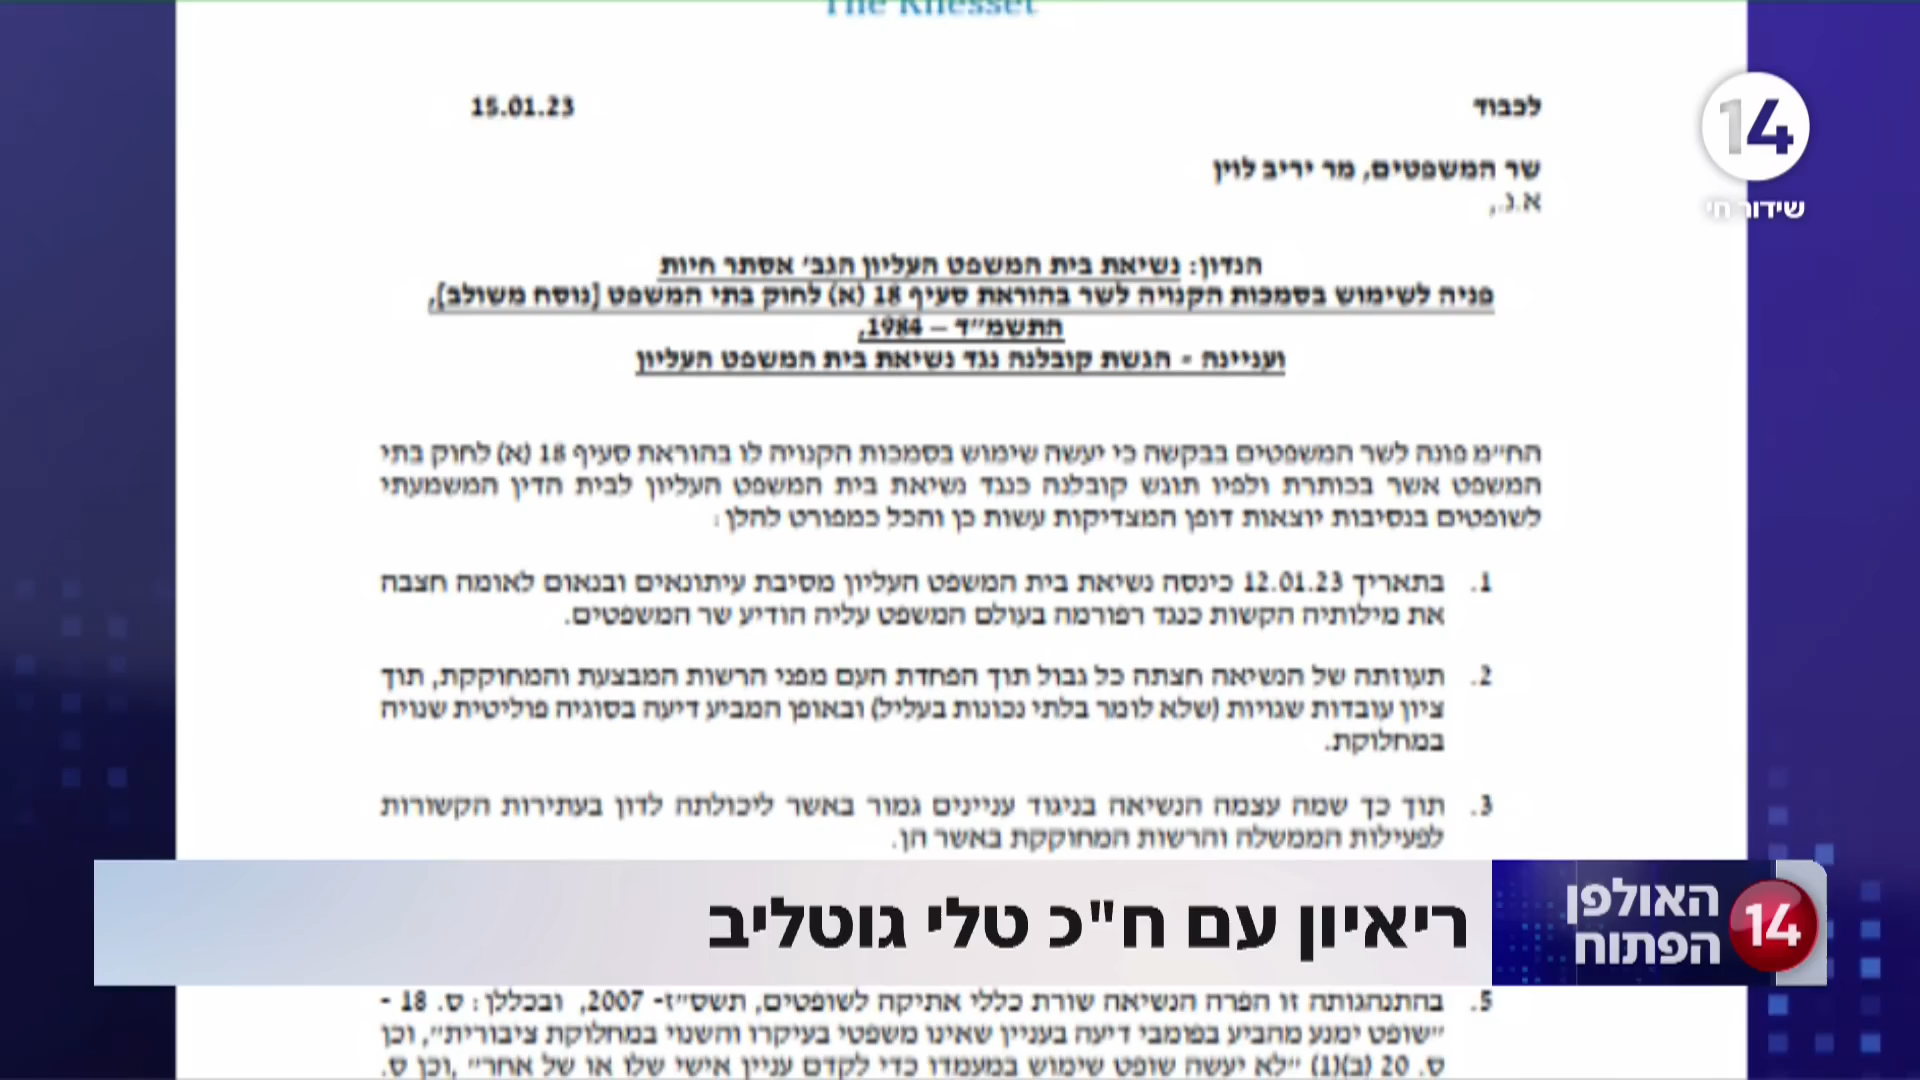 The Knesset
לכבוד
15.01.23
שר המשפטים, מר יריב לוין
א.נ.,
הנדון: נשיאת בית המשפט העליון הגב' אסתר חיות
פניה לשימוש בסמכות הקנויה לשר בהוראת סעיף 18 (א) לחוק בתי המשפט [נוסח משולב],
התשמ״ד – 1984,
ועניינה - הגשת קובלנה נגד נשיאת בית המשפט העליון
הח״מ פונה לשר המשפטים בבקשה כי יעשה שימוש בסמכות הקנויה לו בהוראת סעיף 18 (א) לחוק בתי
המשפט אשר בכותרת ולפיו תוגש קובלנה כנגד נשיאת בית המשפט העליון לבית הדין המשמעתי
לשופטים בנסיבות יוצאות דופן המצדיקות עשות כן והכל כמפורט להלן:
1. בתאריך 12.01.23 כינסה נשיאת בית המשפט העליון מסיבת עיתונאים ובנאום לאומה חצבה
את מילותיה הקשות כנגד רפורמה בעולם המשפט עליה הודיע שר המשפטים.
2. תעוזתה של הנשיאה חצתה כל גבול תוך הפחדת העם מפני הרשות המבצעת והמחוקקת, תוך
ציון עובדות שגויות (שלא לומר בלתי נכונות בעליל) ובאופן המביע דיעה בסוגיה פוליטית שנויה
במחלוקת.
3. תוך כך שמה עצמה הנשיאה בניגוד עניינים גמור באשר ליכולתה לדון בעתירות הקשורות
לפעילות הממשלה והרשות המחוקקת באשר הן.
5. בהתנהגותה זו הפרה הנשיאה שורת כללי אתיקה לשופטים, תשס״ז- 2007, ובכללן: ס. 18 -
״שופט ימנע מהביע בפומבי דיעה בעניין שאינו משפטי בעיקרו והשנוי במחלוקת ציבורית״, וכן
ס. 20 (ב)(1) ״לא יעשה שופט שימוש במעמדו כדי לקדם עניין אישי שלו או של אחר״, וכן ס.
14
שידור חי
האולפן
הפתוח
14
ריאיון עם ח"כ טלי גוטליב